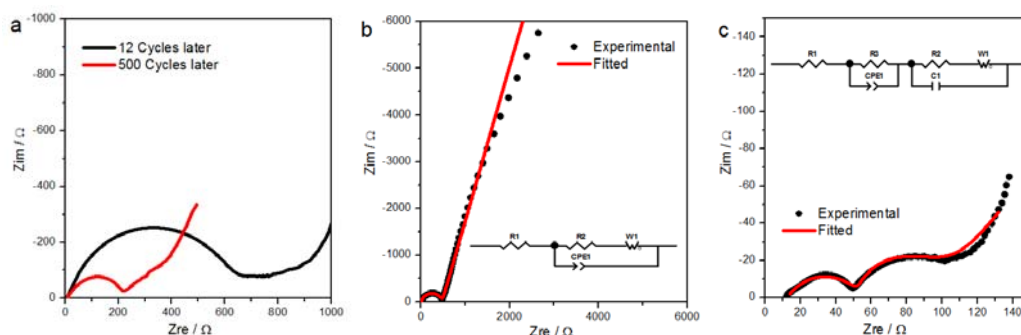 a
-1000
-800
-600
-400
-200
0
0 200 400 600 800 1000
Zim / Ω
Zre / Ω
12 Cycles later
500 Cycles later
b
-6000
-5000
-4000
-3000
-2000
-1000
0
0 2000 4000 6000
Zim / Ω
Zre / Ω
Experimental
Fitted
R1 R2 W1
CPE1
c
-140
-120
-100
-80
-60
-40
-20
0
0 20 40 60 80 100 120 140
Zim / Ω
Zre / Ω
R1 R3 R2 W1
CPE1 C1
Experimental
Fitted